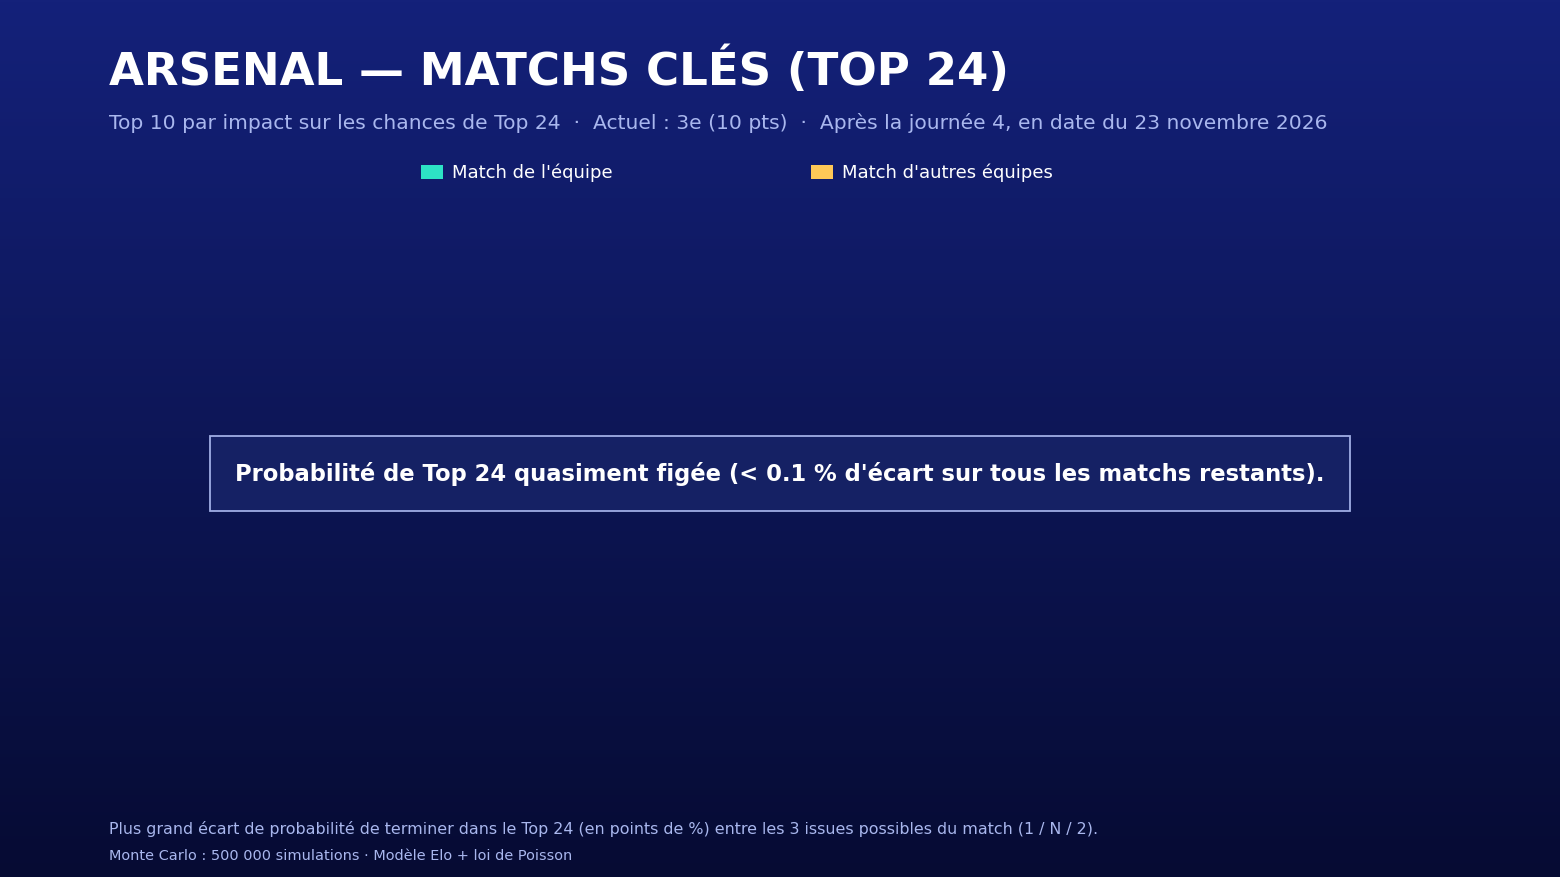 ARSENAL — MATCHS CLÉS (TOP 24)
Top 10 par impact sur les chances de Top 24 · Actuel : 3e (10 pts) · Après la journée 4, en date du 23 novembre 2026
Match de l'équipe
Match d'autres équipes
Probabilité de Top 24 quasiment figée (< 0.1 % d'écart sur tous les matchs restants).
Plus grand écart de probabilité de terminer dans le Top 24 (en points de %) entre les 3 issues possibles du match (1 / N / 2).
Monte Carlo : 500 000 simulations · Modèle Elo + loi de Poisson